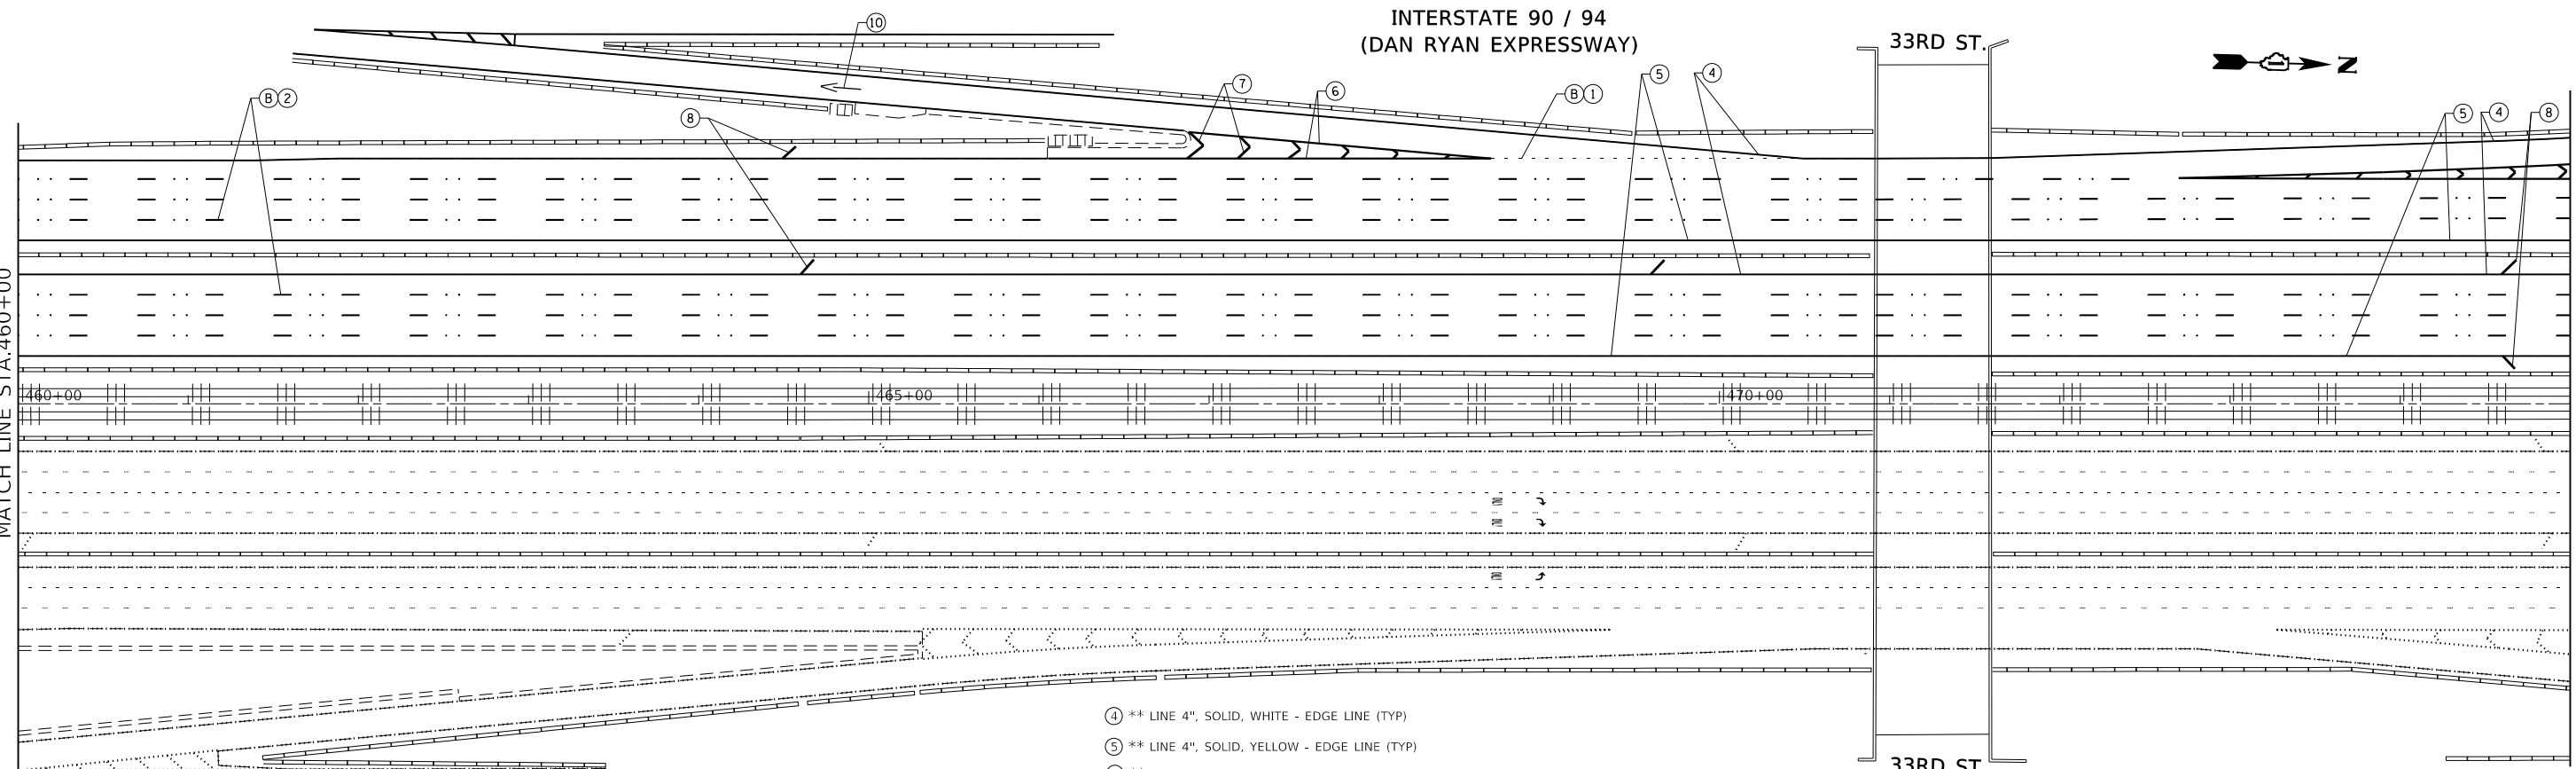 INTERSTATE 90 / 94
(DAN RYAN EXPRESSWAY)
33RD ST.
N
10
7
6
5
4
B 1
B 2
8
5
4
8
MATCH LINE STA.460+00
460+00
465+00
470+00
4 ** LINE 4", SOLID, WHITE - EDGE LINE (TYP)
5 ** LINE 4", SOLID, YELLOW - EDGE LINE (TYP)
33RD ST